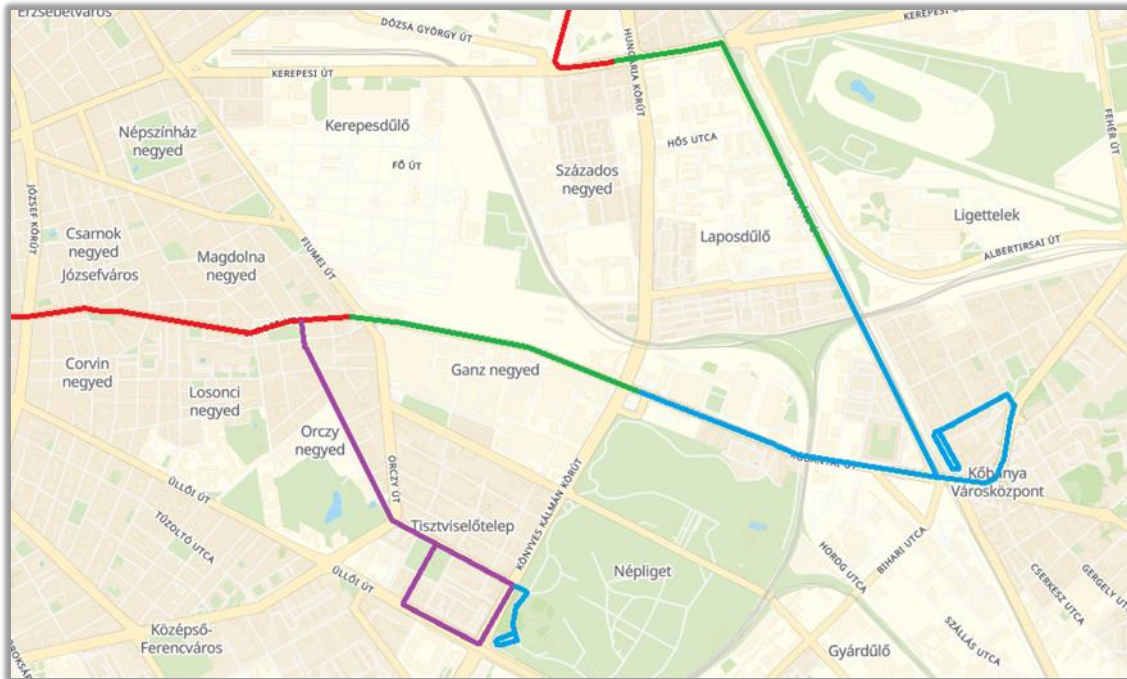 Erzsébetváros
DÓZSA GYÖRGY ÚT
HUNGÁRIA KÖRÚT
KEREPESI ÚT
KEREPESI ÚT
FEHÉR ÚT
Népszínház
negyed
Kerepesdűlő
FŐ ÚT
HŐS UTCA
Százados
negyed
JÓZSEF KÖRÚT
Csarnok
negyed
Józsefváros
Magdolna
negyed
FIUMEI ÚT
Laposdűlő
Ligettelek
ALBERTIRSAI ÚT
Corvin
negyed
Losonci
negyed
Ganz negyed
Orczy
negyed
ORCZY ÚT
KŐBÁNYAI ÚT
Kőbánya
Városközpont
ÜLLŐI ÚT
TŰZOLTÓ UTCA
Tisztviselőtelep
KÖNYVES KÁLMÁN KÖRÚT
ÜLLŐI ÚT
Népliget
HOROG UTCA
BIHARI UTCA
CSERKESZ UTCA
GERGELY UT
SZÁLLÁS UTCA
Középső-
Ferencváros
Gyárdűlő